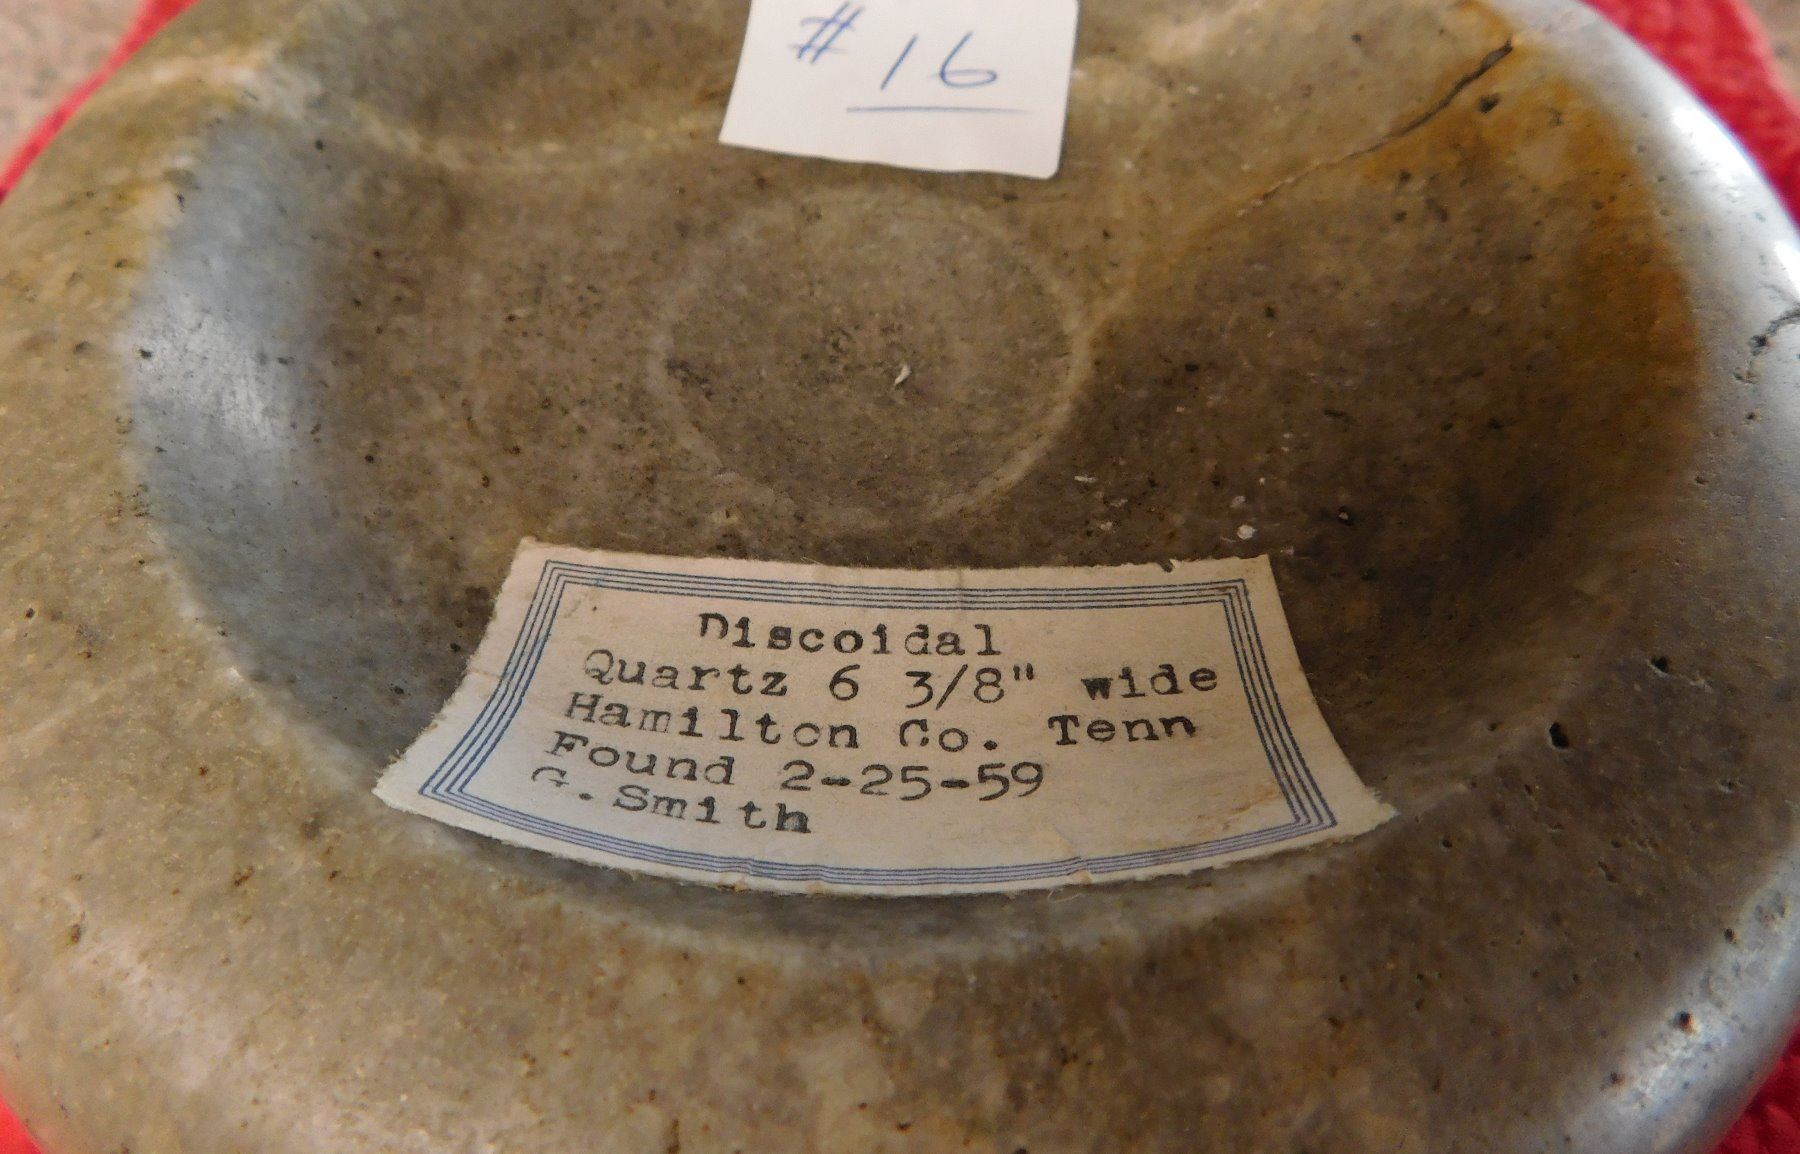 # 16
Discoidal
Quartz 6 3/8" wide
Hamilton Co. Tenn
Found 2-25-59
G. Smith